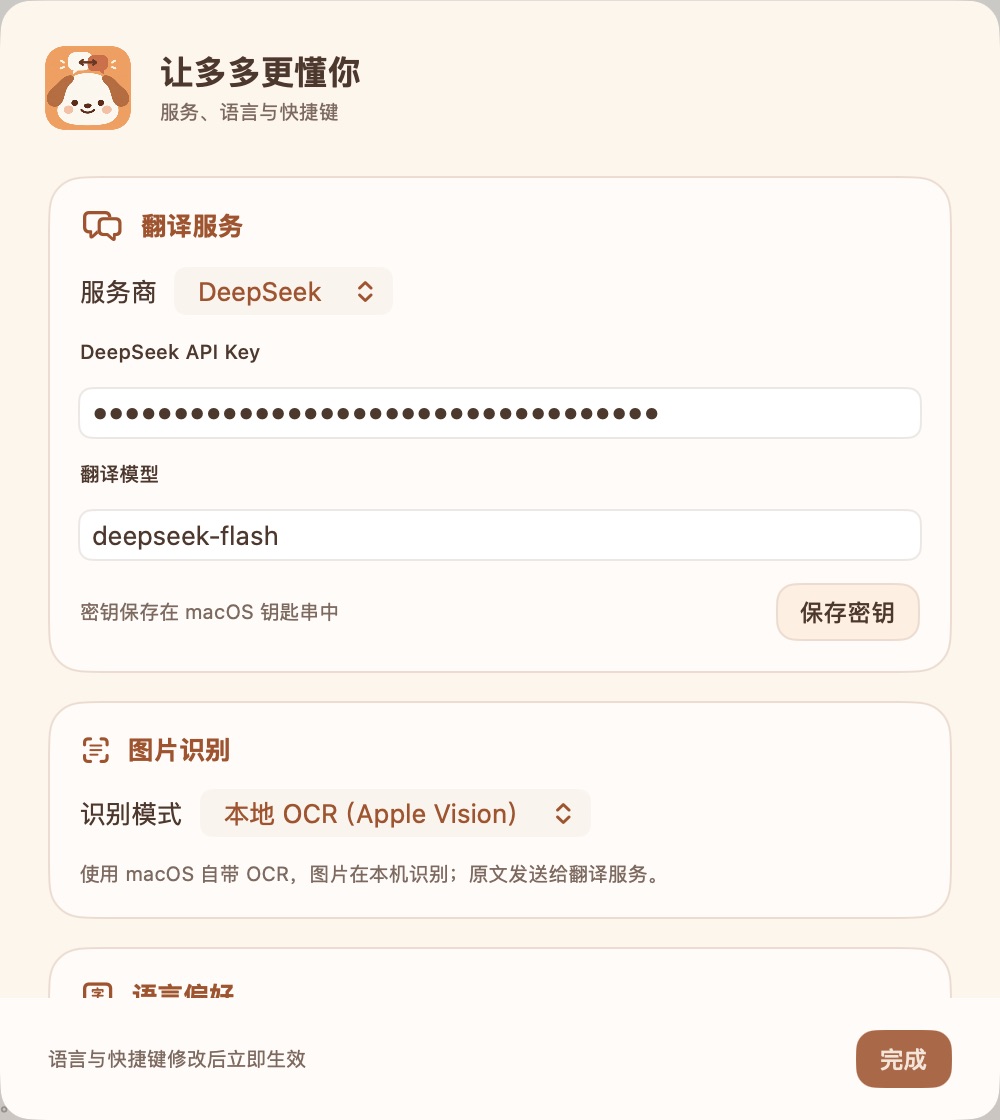 让多多更懂你
服务、语言与快捷键
翻译服务
服务商 DeepSeek
DeepSeek API Key
●●●●●●●●●●●●●●●●●●●●●●●●●●●●●●●●●●●
翻译模型
deepseek-flash
密钥保存在 macOS 钥匙串中 保存密钥
图片识别
识别模式 本地 OCR (Apple Vision)
使用 macOS 自带 OCR，图片在本机识别；原文发送给翻译服务。
字 语言偏好
语言与快捷键修改后立即生效 完成